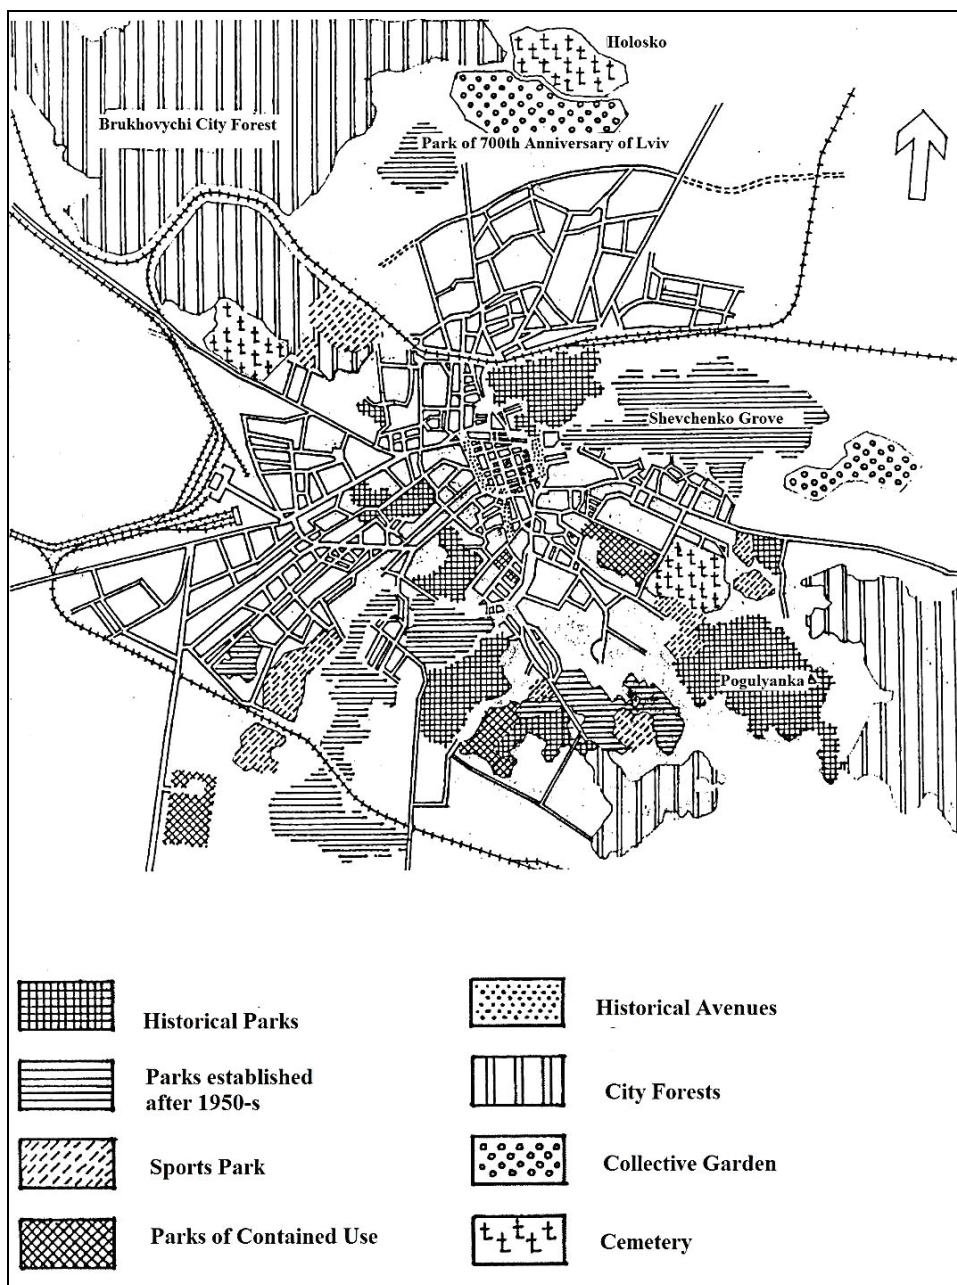 Holosko
Brukhovychi City Forest
Park of 700th Anniversary of Lviv
Shevchenko Grove
Pogulyanka
Historical Parks
Historical Avenues
Parks established
after 1950-s
City Forests
Sports Park
Collective Garden
Parks of Contained Use
Cemetery